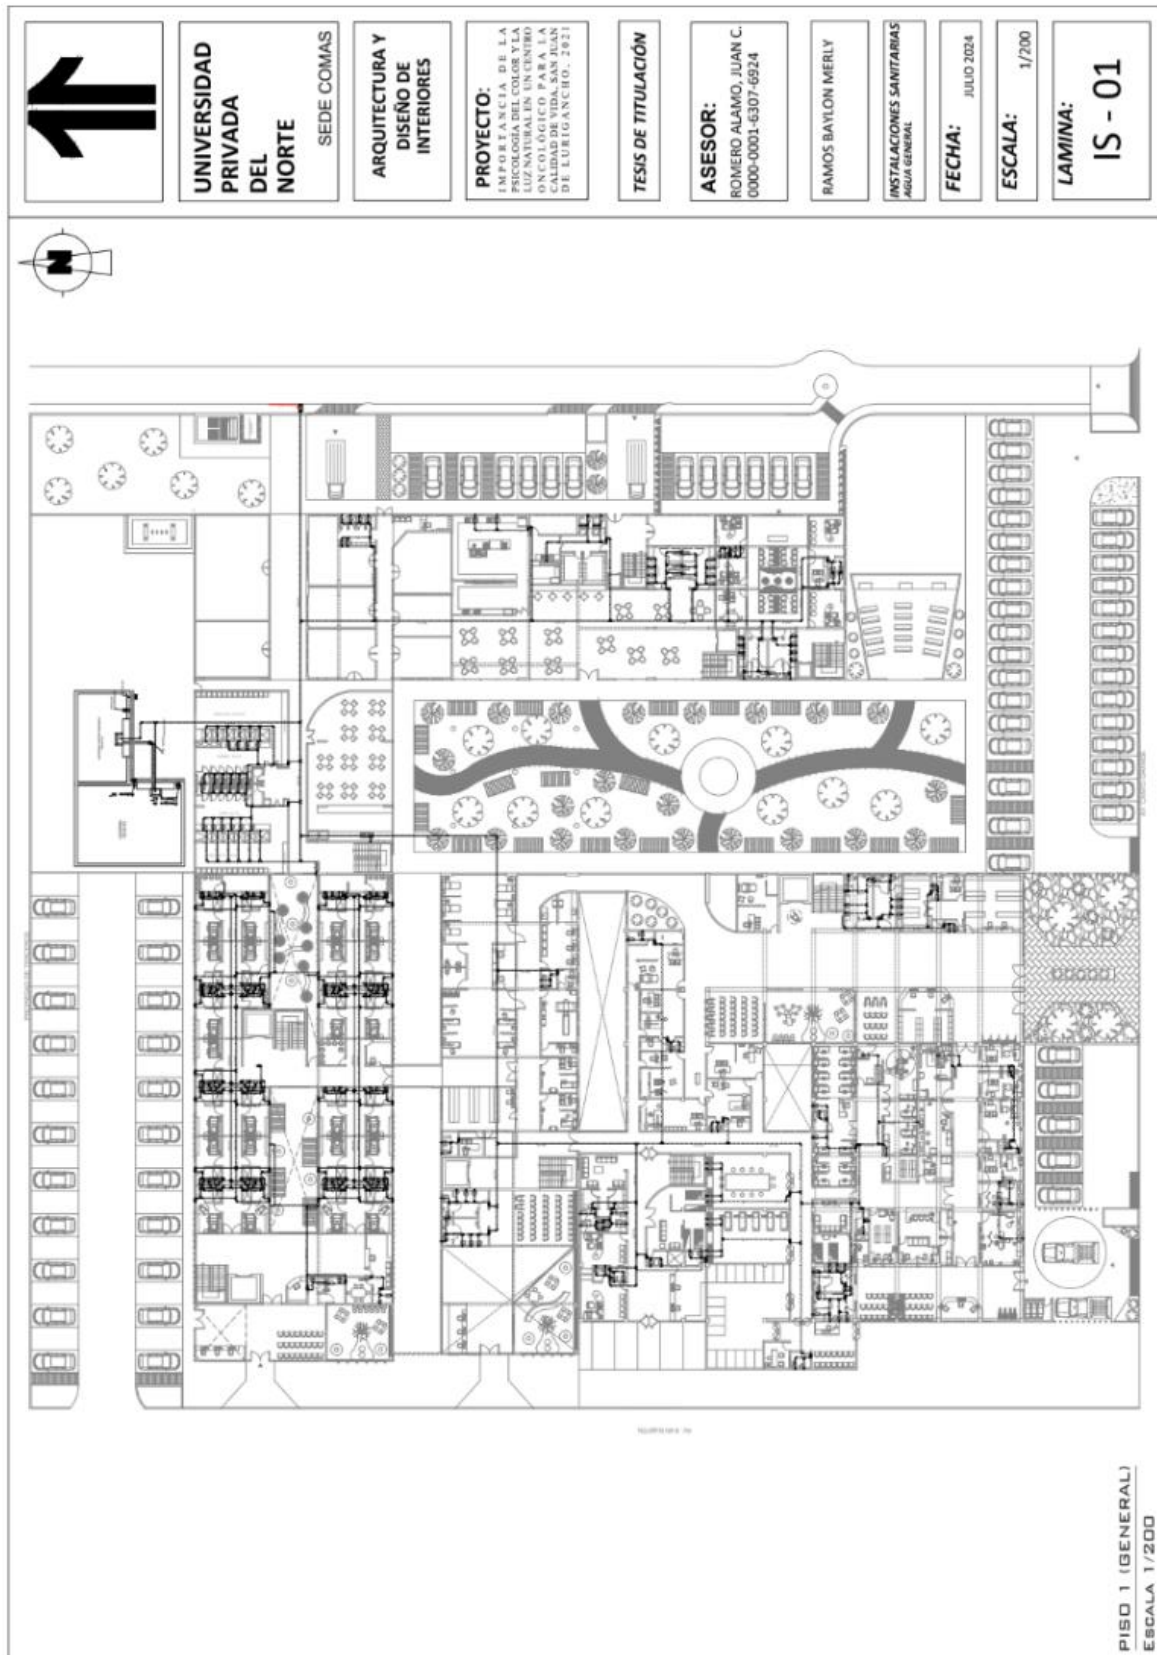 UNIVERSIDAD
PRIVADA
DEL
NORTE
SEDE COMAS
ARQUITECTURA Y
DISEÑO DE
INTERIORES
PROYECTO:
IMPORTANCIA DE LA
PSICOLOGÍA DEL COLOR Y LA
LUZ NATURAL EN UN CENTRO
ONCOLÓGICO PARA LA
CALIDAD DE VIDA, SAN JUAN
DE LURIGANCHO, 2021
TESIS DE TITULACIÓN
ASESOR:
ROMERO ALAMO, JUAN C.
0000-0001-6307-6924
RAMOS BAYLON MERLY
INSTALACIONES SANITARIAS
AGUA GENERAL
FECHA:
JULIO 2024
ESCALA:
1/200
LAMINA:
IS - 01
N
PISO 1 (GENERAL)
ESCALA 1/200